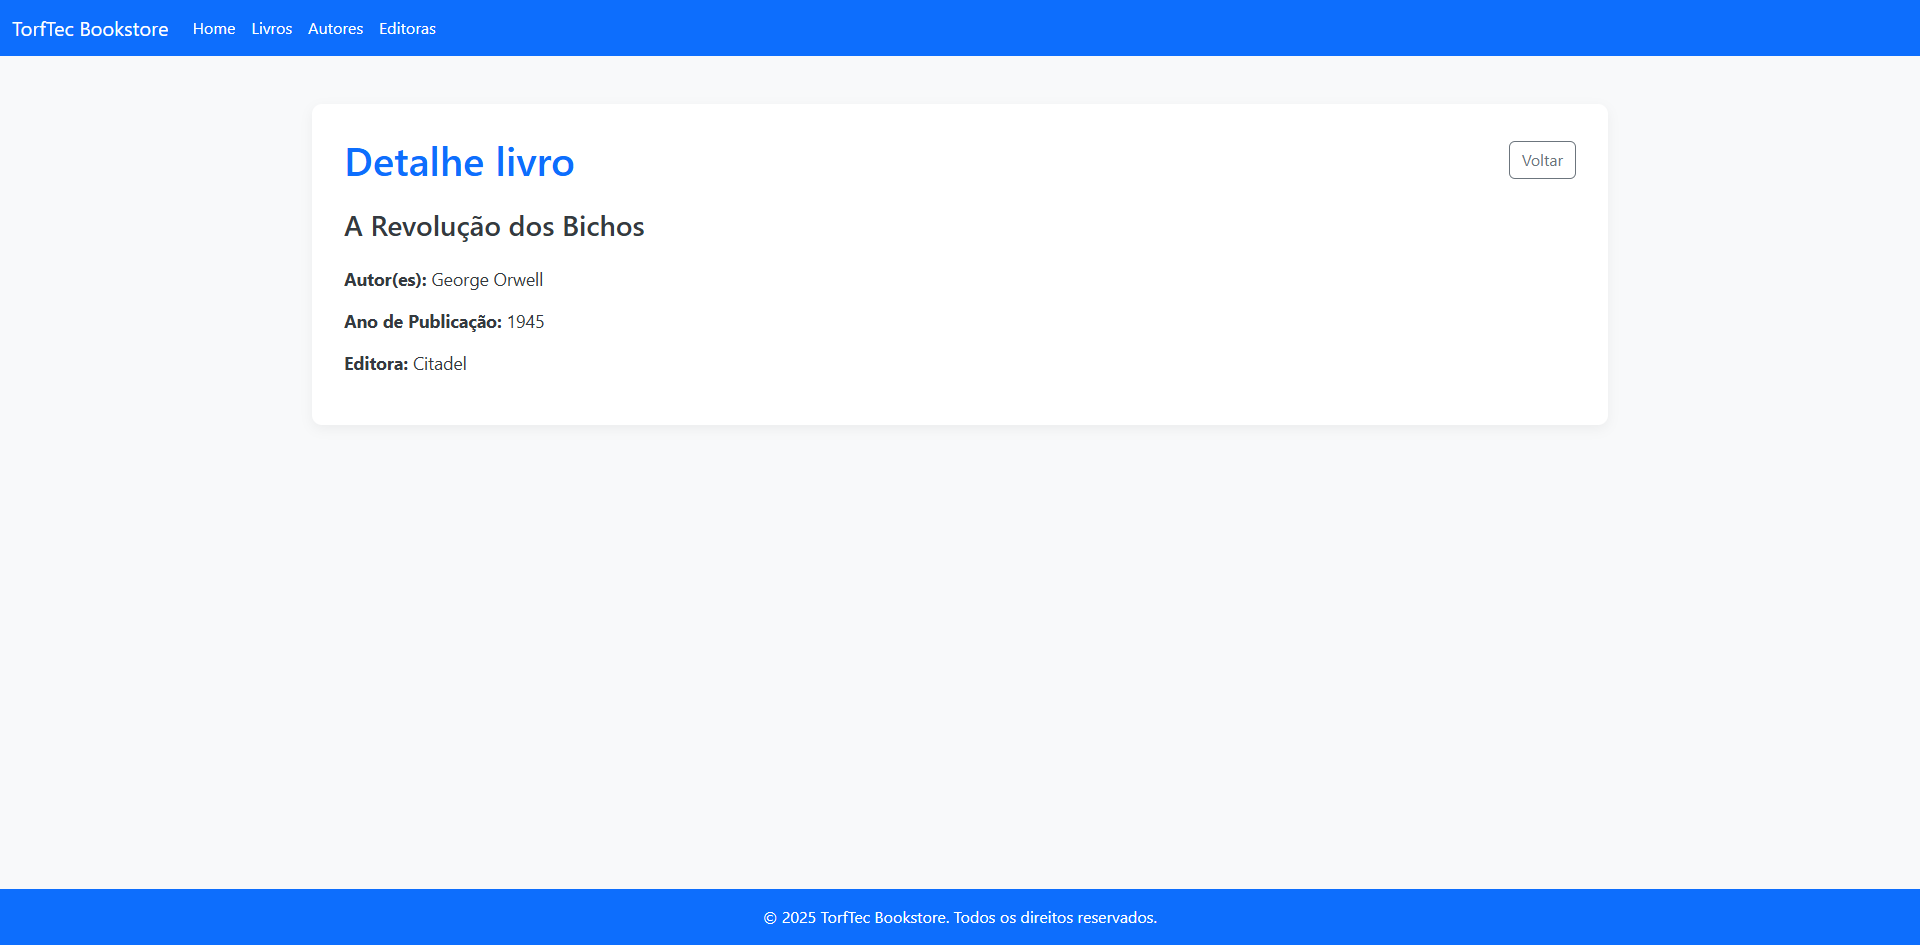 TorfTec Bookstore Home Livros Autores Editoras
Detalhe livro
Voltar
A Revolução dos Bichos
Autor(es): George Orwell
Ano de Publicação: 1945
Editora: Citadel
© 2025 TorfTec Bookstore. Todos os direitos reservados.